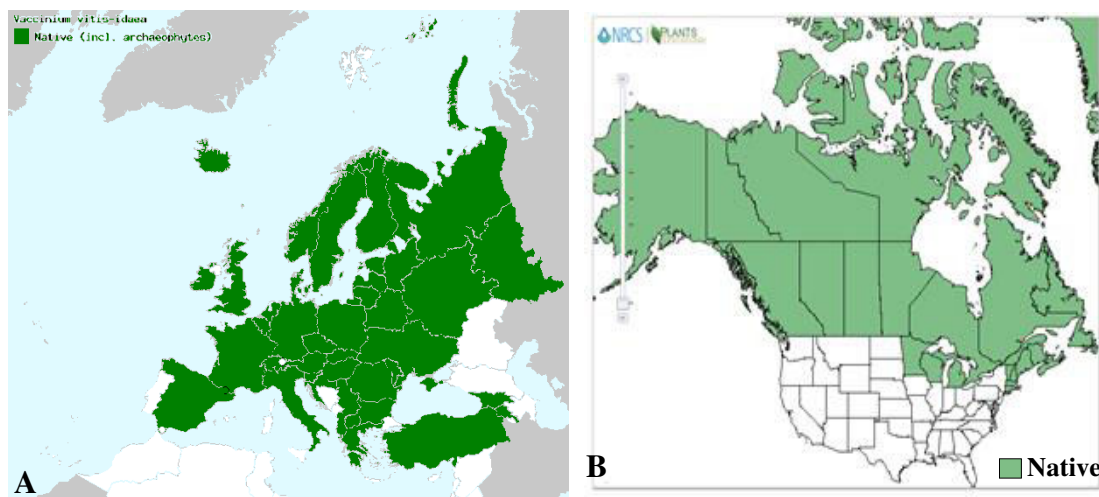 Vaccinium vitis-idaea
Native (incl. archaeophytes)
A
NRCS PLANTS
B
Native